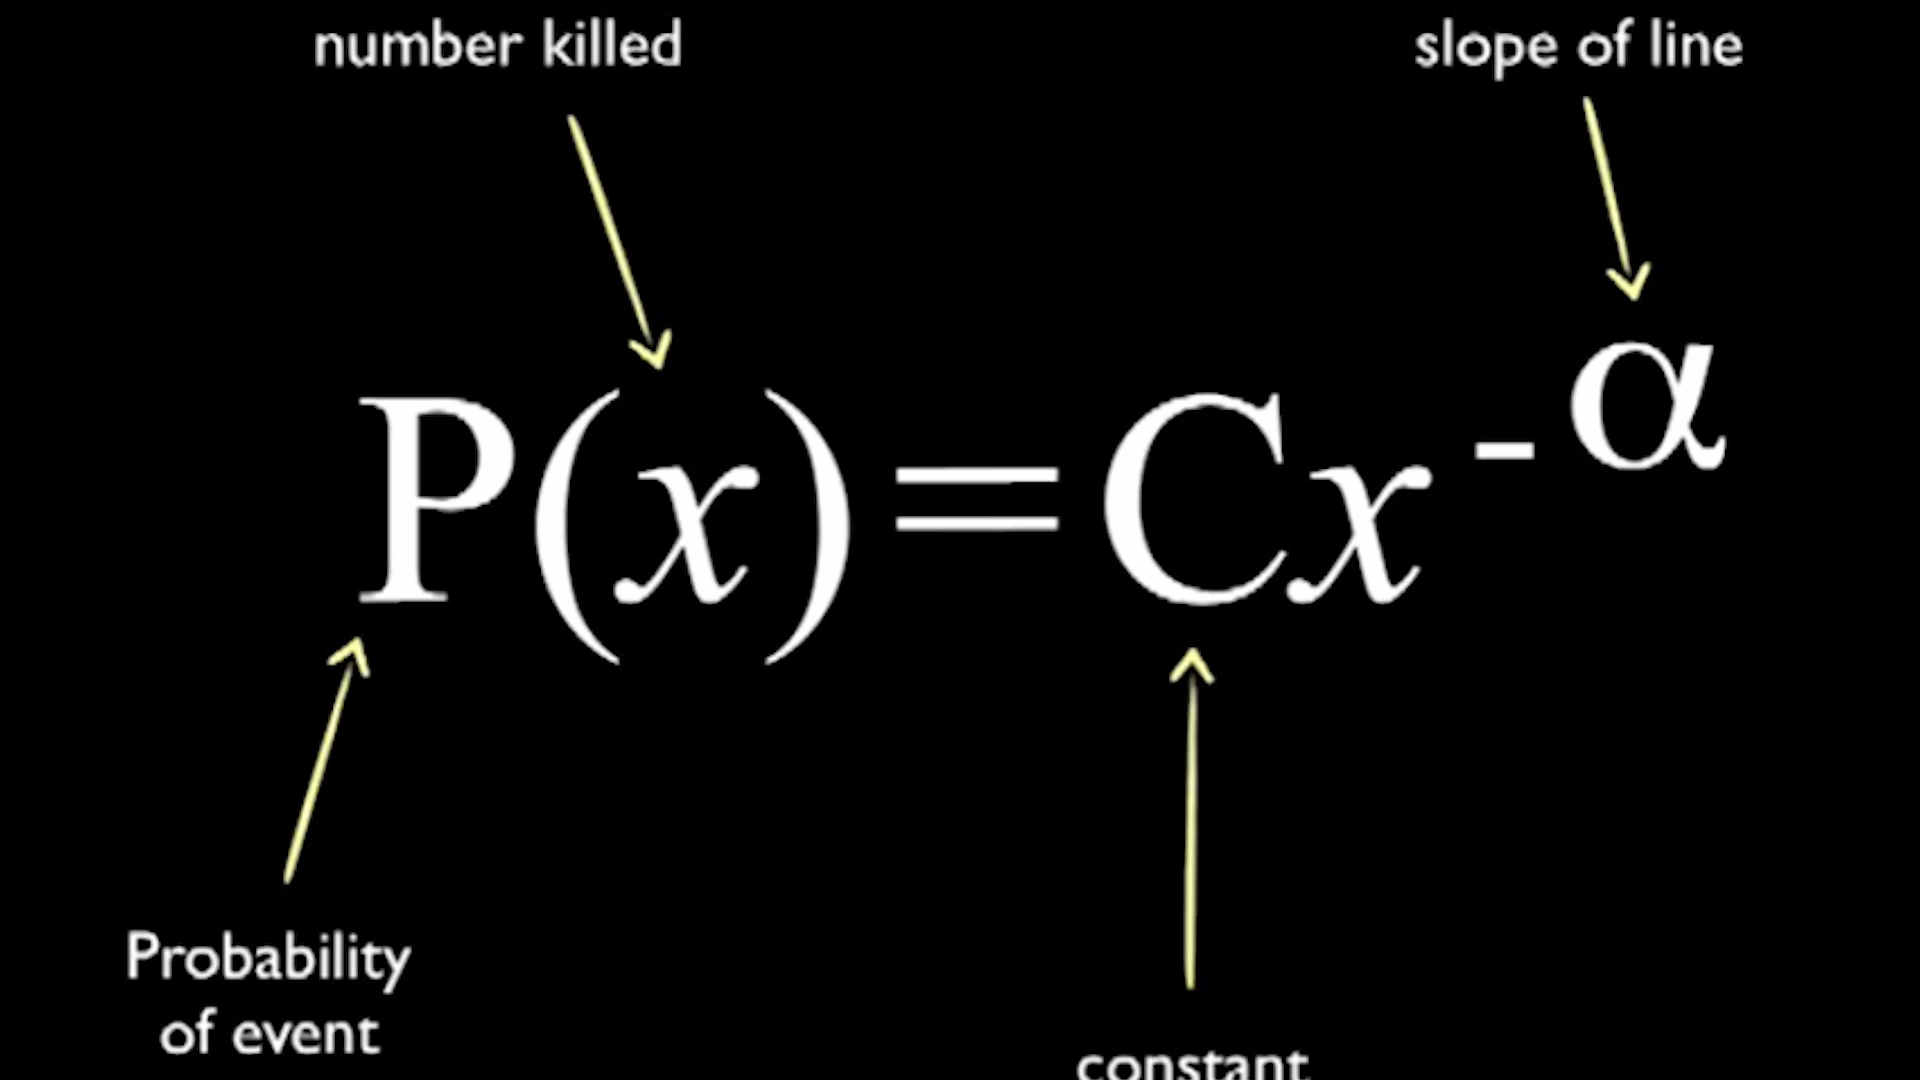 number killed
slope of line
P(x)=Cx^-α
Probability
of event
constant